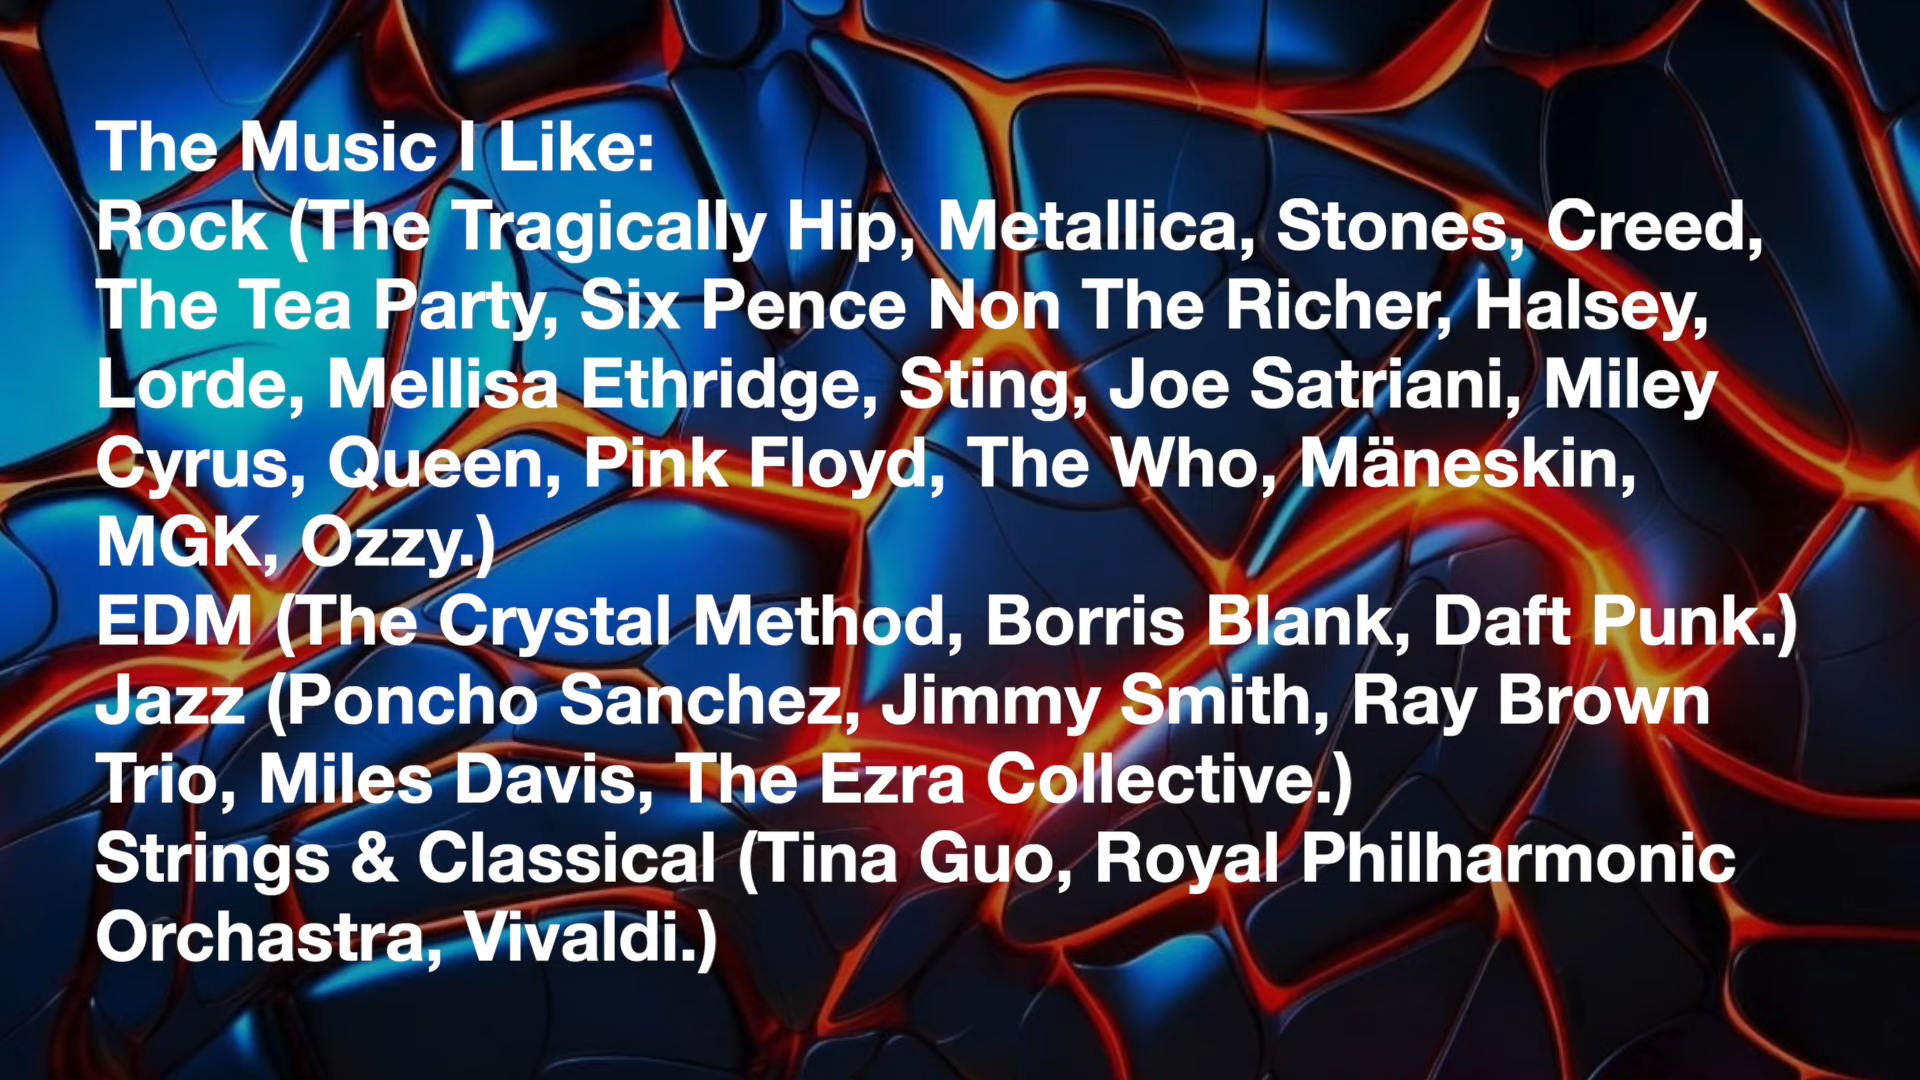 The Music I Like:
Rock (The Tragically Hip, Metallica, Stones, Creed,
The Tea Party, Six Pence Non The Richer, Halsey,
Lorde, Mellisa Ethridge, Sting, Joe Satriani, Miley
Cyrus, Queen, Pink Floyd, The Who, Mäneskin,
MGK, Ozzy.)
EDM (The Crystal Method, Borris Blank, Daft Punk.)
Jazz (Poncho Sanchez, Jimmy Smith, Ray Brown
Trio, Miles Davis, The Ezra Collective.)
Strings & Classical (Tina Guo, Royal Philharmonic
Orchastra, Vivaldi.)